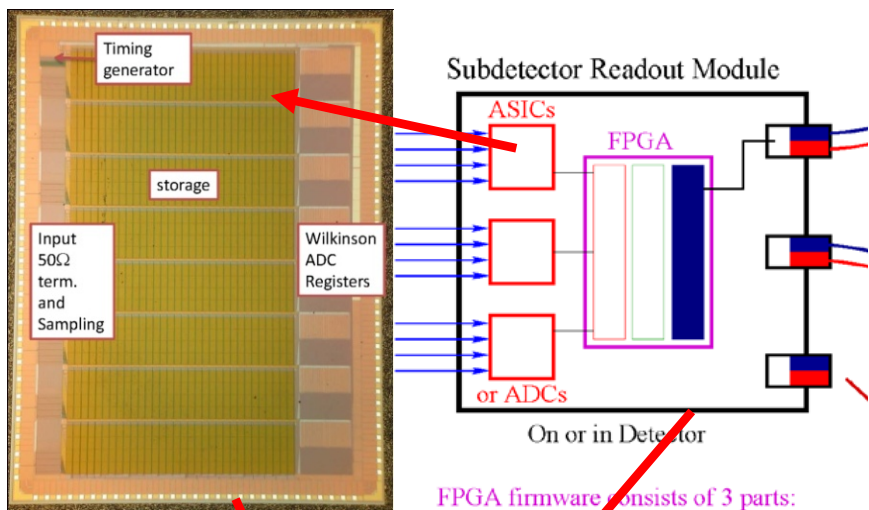 Timing
generator
storage
Input
50Ω
term.
and
Sampling
Wilkinson
ADC
Registers
Subdetector Readout Module
ASICs
FPGA
or ADCs
On or in Detector
FPGA firmware consists of 3 parts: